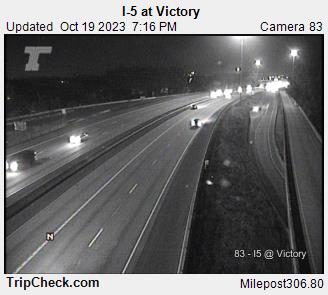 I-5 at Victory
Updated Oct 19 2023 7:16 PM Camera 83
T
N
83 - I5 @ Victory
TripCheck.com Milepost306.80